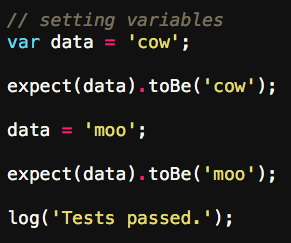 // setting variables
var data = 'cow';
expect(data).toBe('cow');
data = 'moo';
expect(data).toBe('moo');
log('Tests passed.');